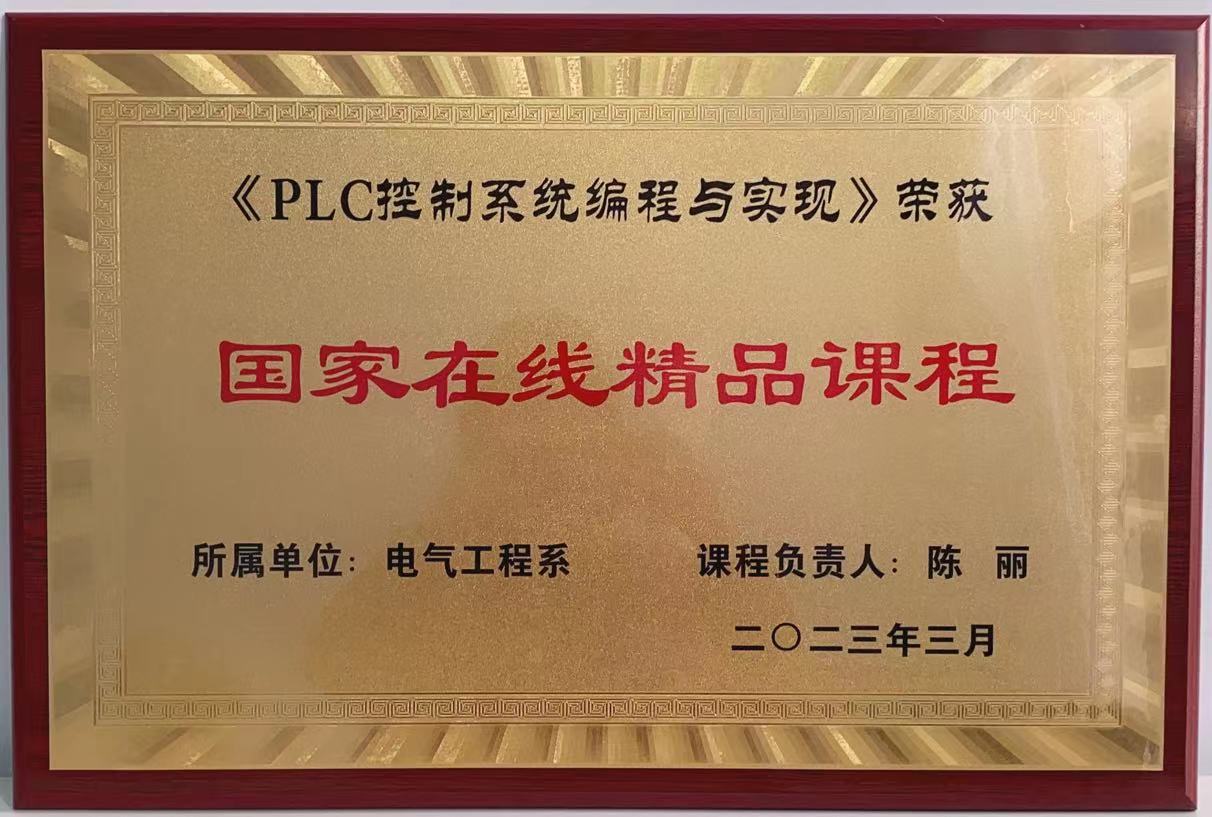 《PLC控制系统编程与实现》荣获
国家在线精品课程
所属单位：电气工程系 课程负责人：陈 丽
二〇二三年三月